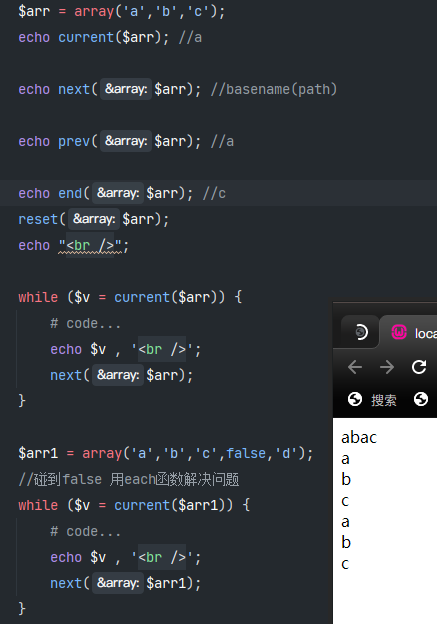 $arr = array('a','b','c');
echo current($arr); //a
echo next( &array: $arr); //basename(path)
echo prev( &array: $arr); //a
echo end( &array: $arr); //c
reset( &array: $arr);
echo "<br />";
while ($v = current($arr)) {
# code...
echo $v , '<br />';
next( &array: $arr);
}
$arr1 = array('a','b','c',false,'d');
//碰到false 用each函数解决问题
while ($v = current($arr1)) {
# code...
echo $v , '<br />';
next( &array: $arr1);
}
loca
搜索
abac
a
b
c
a
b
c